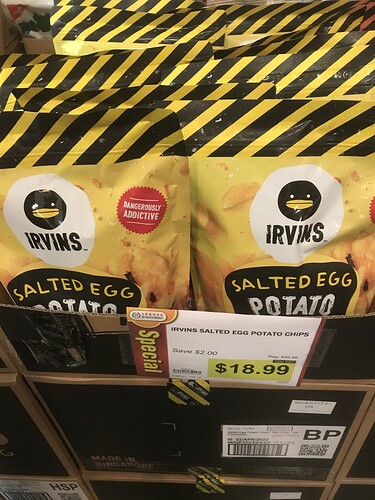 DANGEROUSLY
ADDICTIVE
IRVINS
SALTED EGG
POTATO
IRVINS
SALTED EGG
POTATO
Special
IRVINS SALTED EGG POTATO CHIPS
Save $2.00
$18.99
QUANTITY
BP
MADE IN
SINGAPORE
HSP